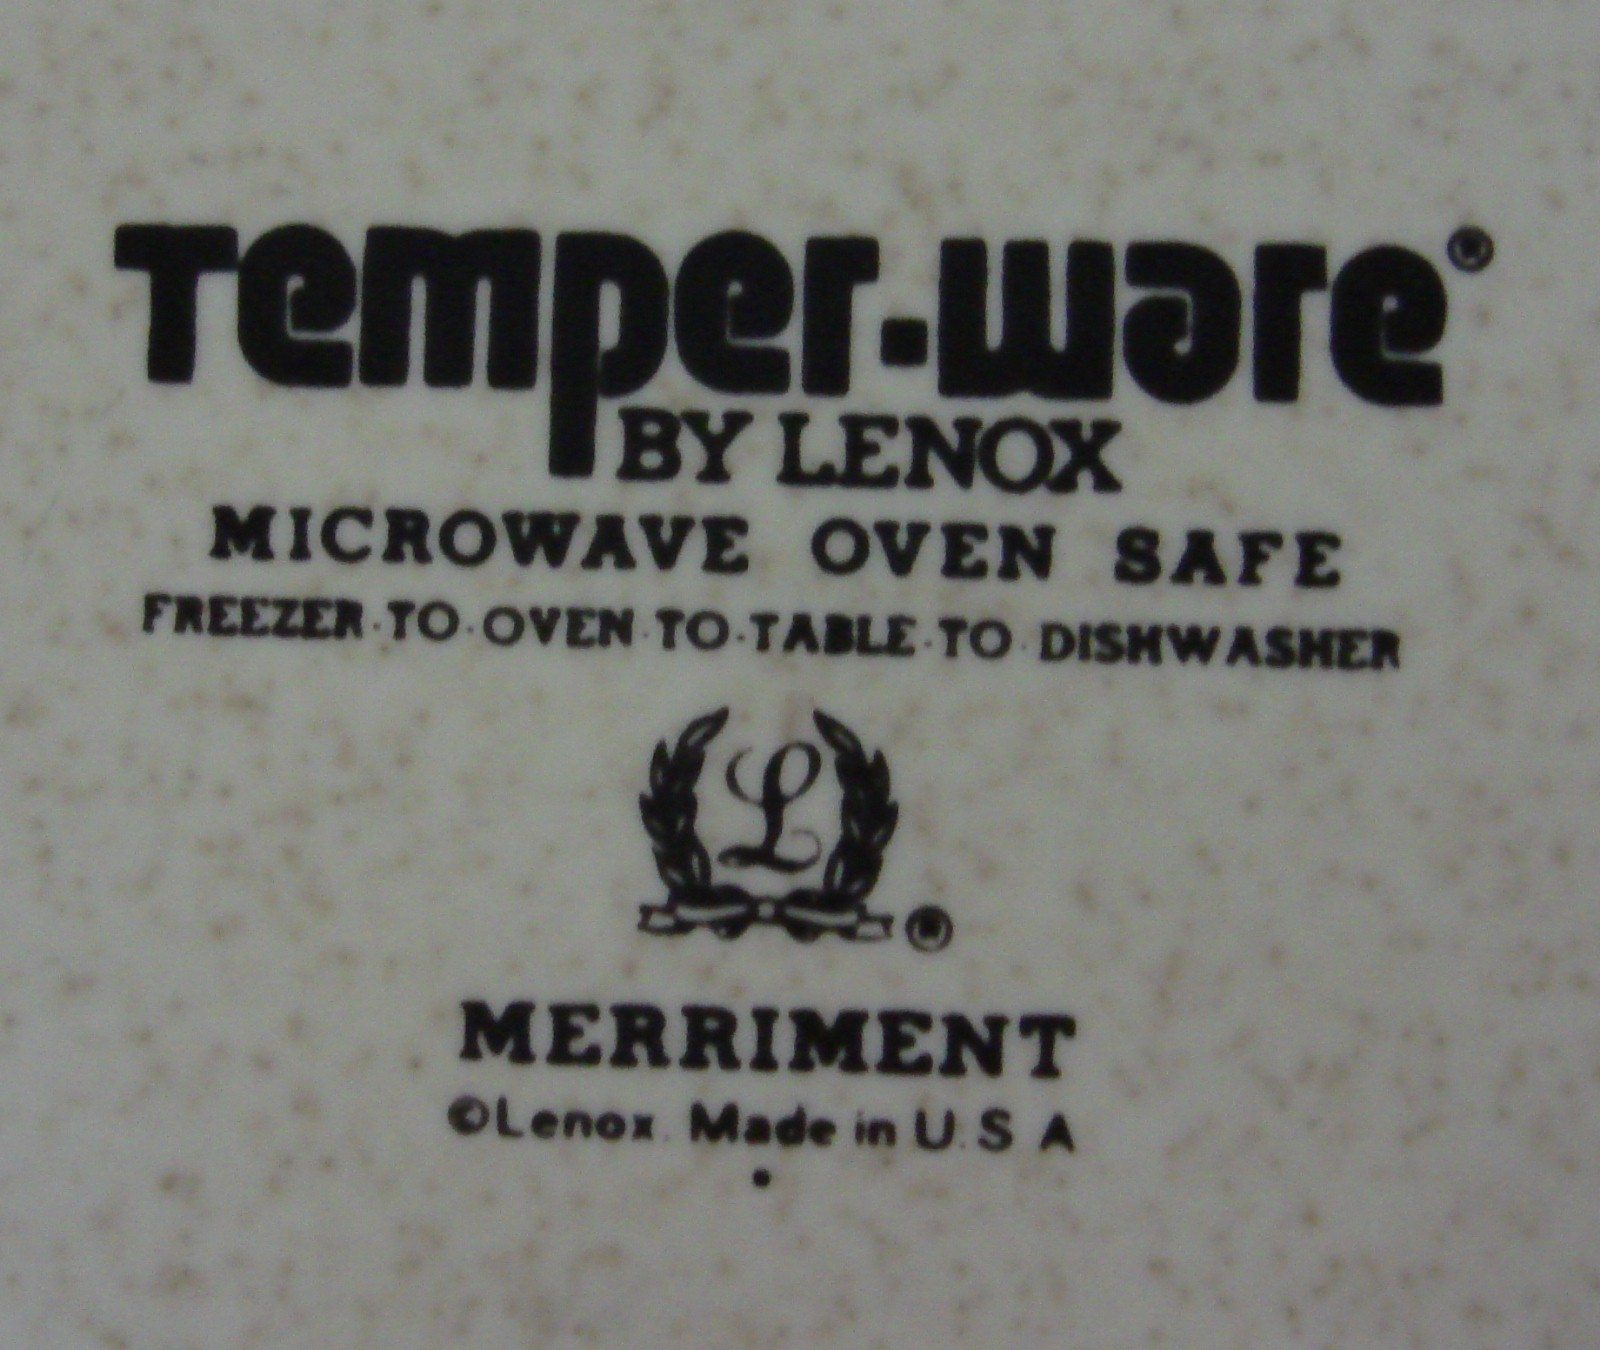 Temper-ware®
BY LENOX
MICROWAVE OVEN SAFE
FREEZER·TO·OVEN·TO·TABLE·TO·DISHWASHER
L
®
MERRIMENT
©Lenox. Made in U.S.A